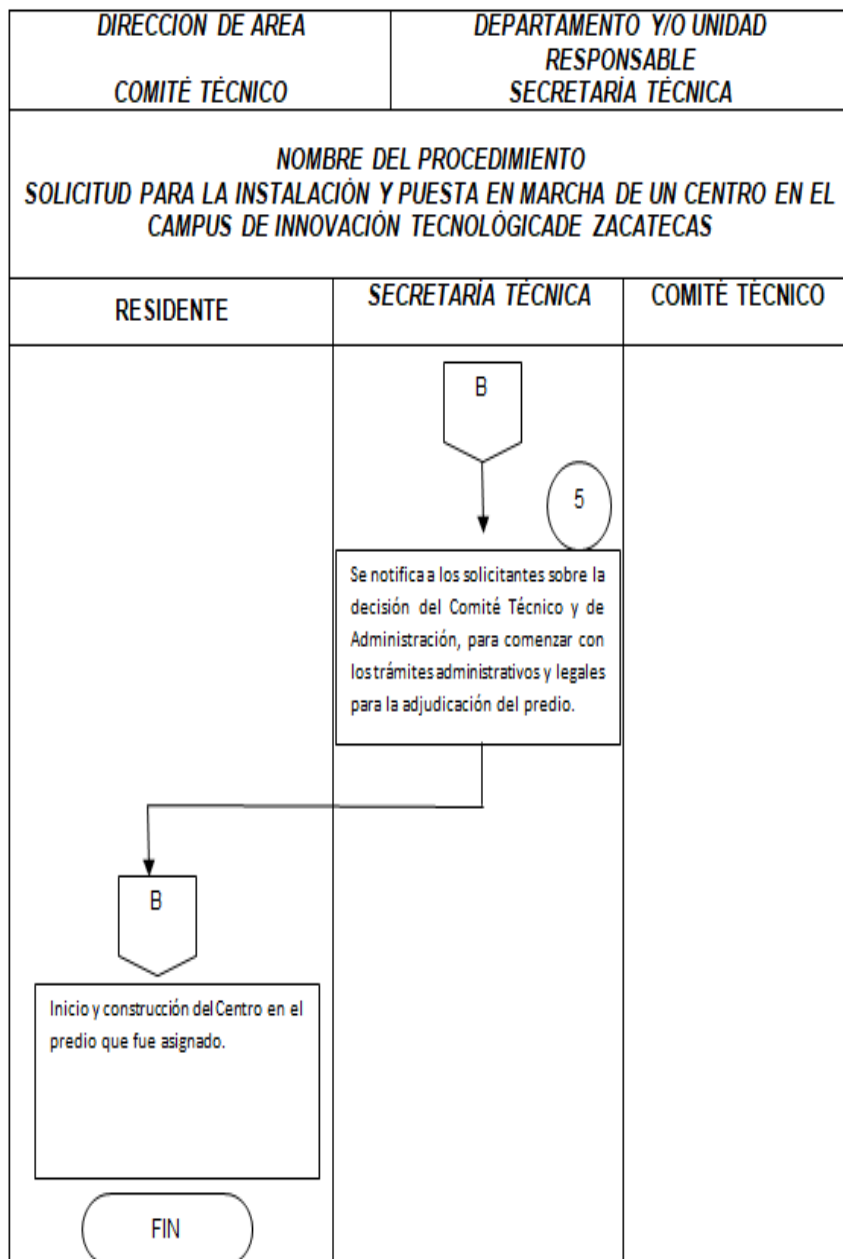 DIRECCION DE AREA
COMITÉ TÉCNICO
DEPARTAMENTO Y/O UNIDAD
RESPONSABLE
SECRETARÍA TÉCNICA
NOMBRE DEL PROCEDIMIENTO
SOLICITUD PARA LA INSTALACIÓN Y PUESTA EN MARCHA DE UN CENTRO EN EL
CAMPUS DE INNOVACIÓN TECNOLÓGICADE ZACATECAS
RESIDENTE
SECRETARÍA TÉCNICA
COMITÉ TÉCNICO
B
5
Se notifica a los solicitantes sobre la
decisión del Comité Técnico y de
Administración, para comenzar con
los trámites administrativos y legales
para la adjudicación del predio.
B
Inicio y construcción del Centro en el
predio que fue asignado.
FIN